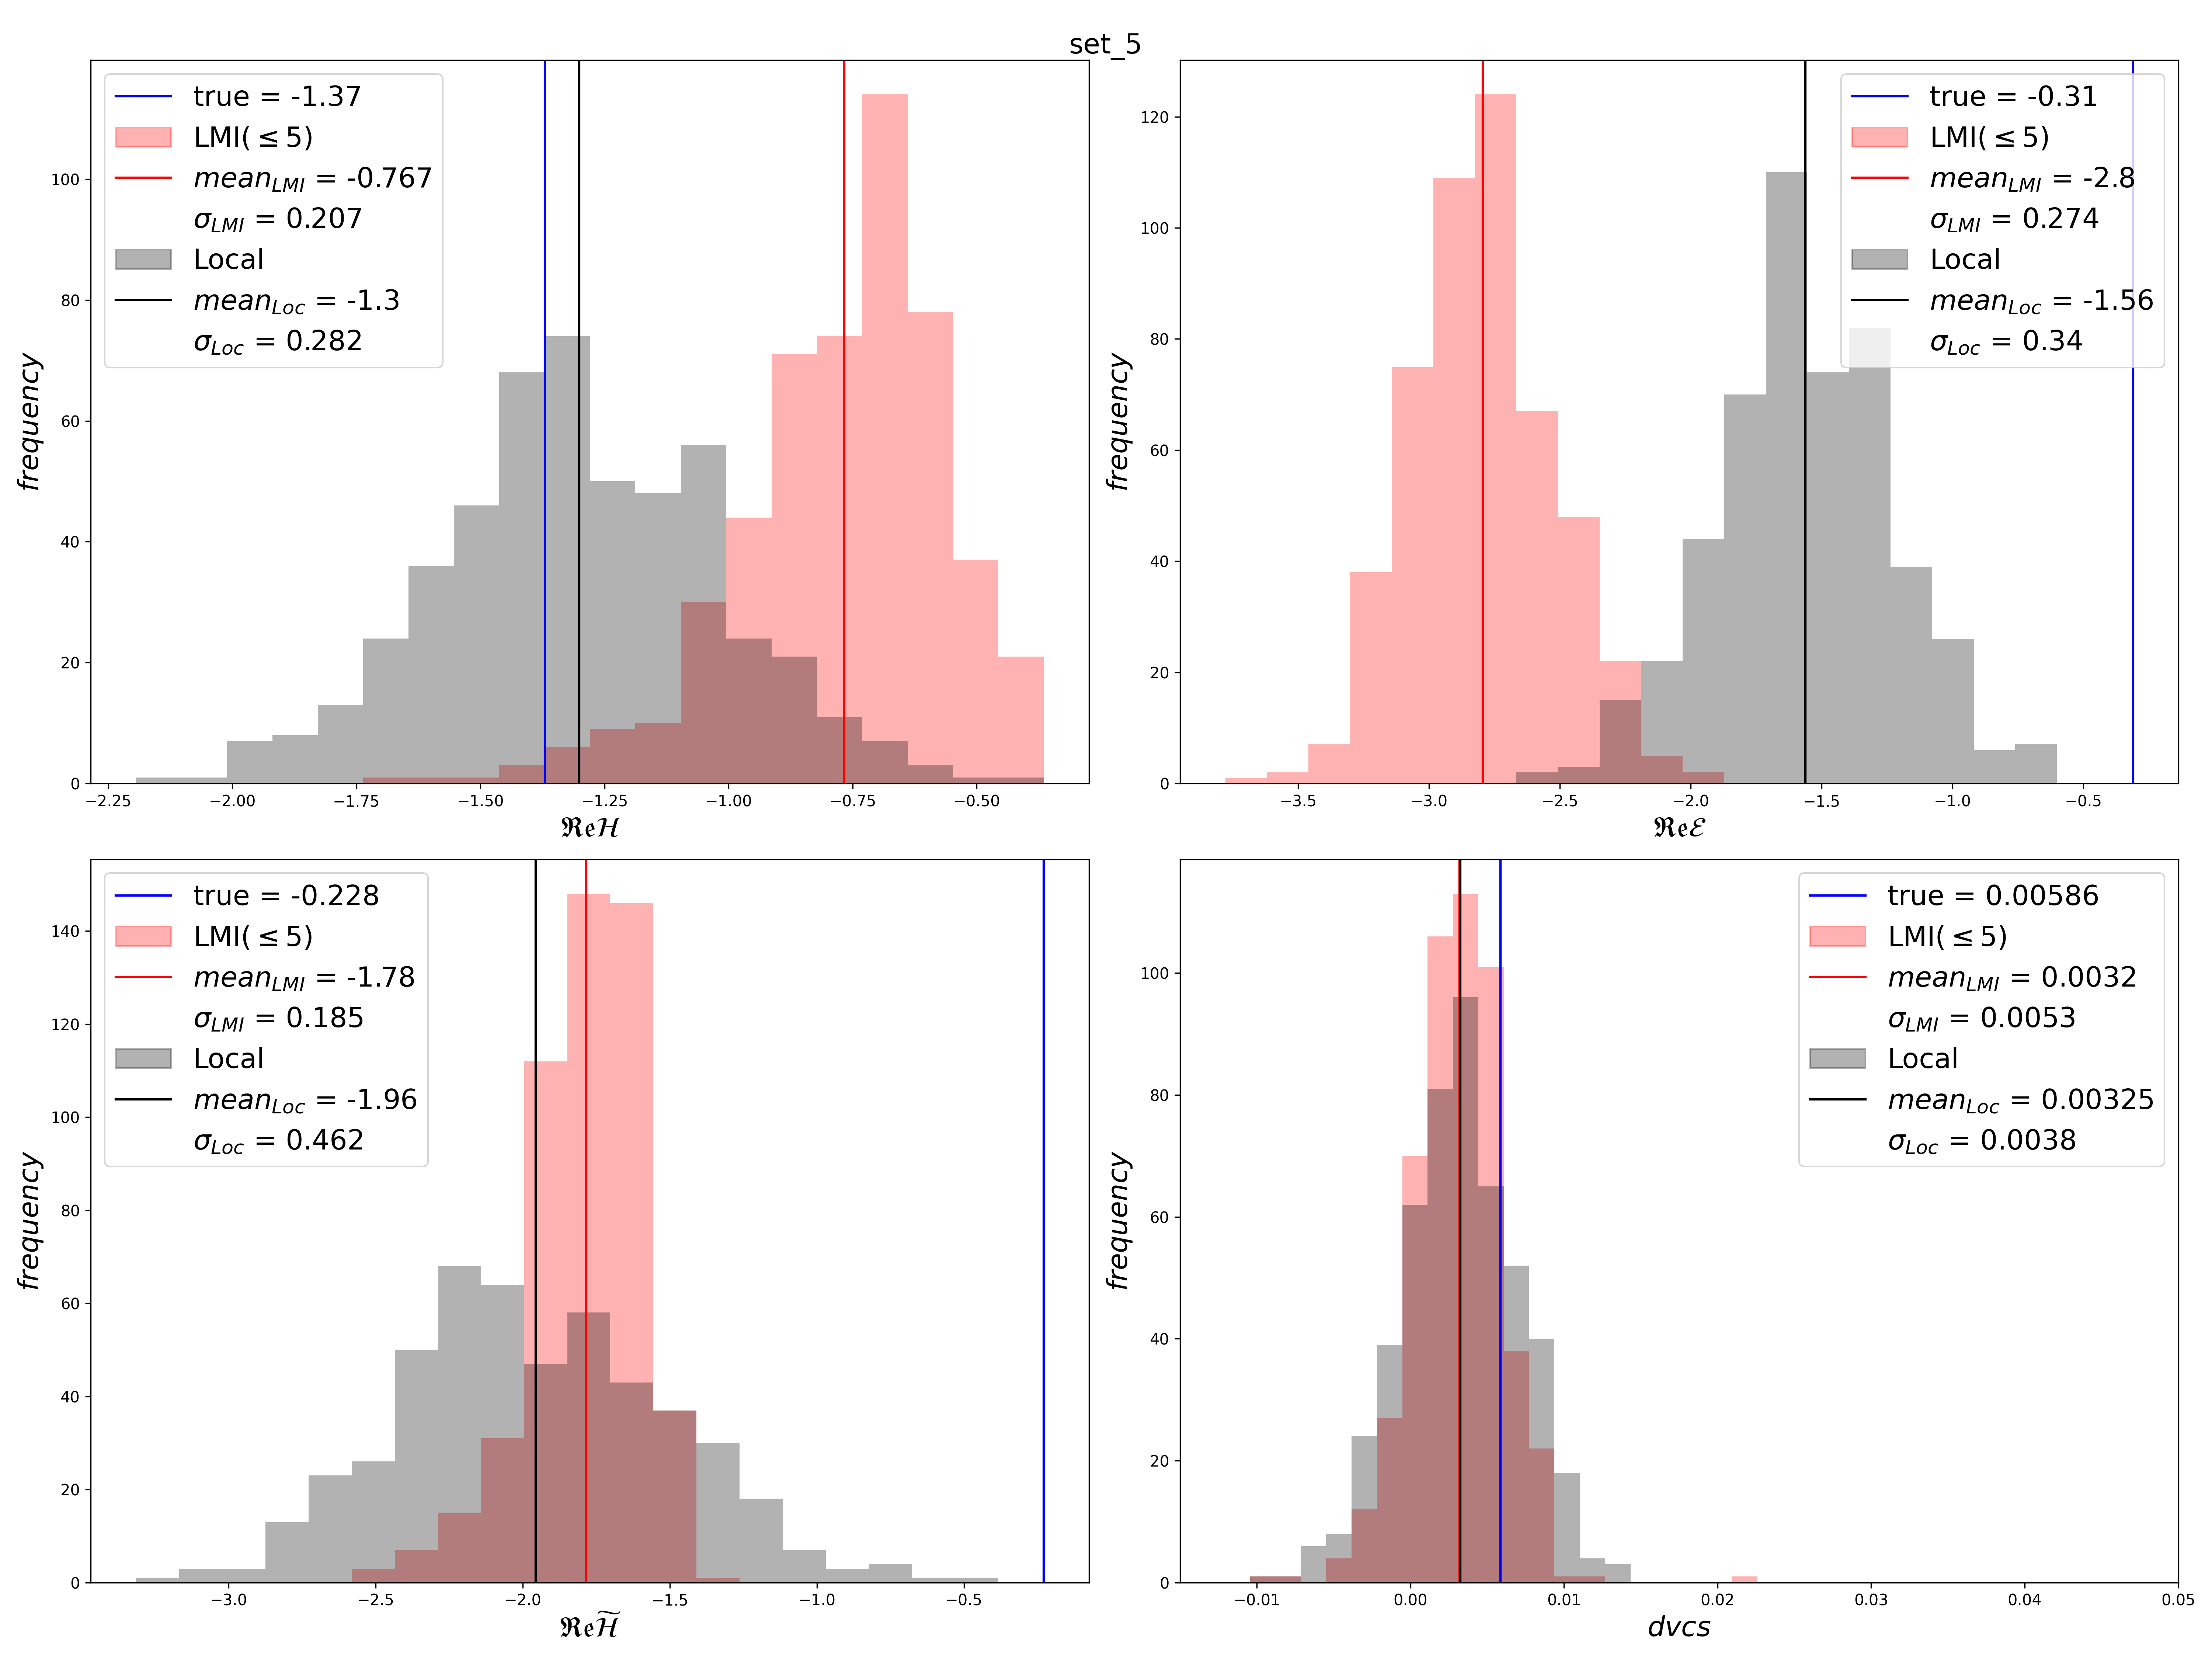 set_5
true = -1.37
LMI( ≤ 5)
mean_LMI = -0.767
σ_LMI = 0.207
Local
mean_Loc = -1.3
σ_Loc = 0.282
frequency
100
80
60
40
20
0
−2.25 −2.00 −1.75 −1.50 −1.25 −1.00 −0.75 −0.50
ℜeℋ
true = -0.31
LMI( ≤ 5)
mean_LMI = -2.8
σ_LMI = 0.274
Local
mean_Loc = -1.56
σ_Loc = 0.34
frequency
120
100
80
60
40
20
0
−3.5 −3.0 −2.5 −2.0 −1.5 −1.0 −0.5
ℜeℰ
true = -0.228
LMI( ≤ 5)
mean_LMI = -1.78
σ_LMI = 0.185
Local
mean_Loc = -1.96
σ_Loc = 0.462
frequency
140
120
100
80
60
40
20
0
−3.0 −2.5 −2.0 −1.5 −1.0 −0.5
ℜeℋ̃
true = 0.00586
LMI( ≤ 5)
mean_LMI = 0.0032
σ_LMI = 0.0053
Local
mean_Loc = 0.00325
σ_Loc = 0.0038
frequency
100
80
60
40
20
0
−0.01 0.00 0.01 0.02 0.03 0.04 0.05
dvcs